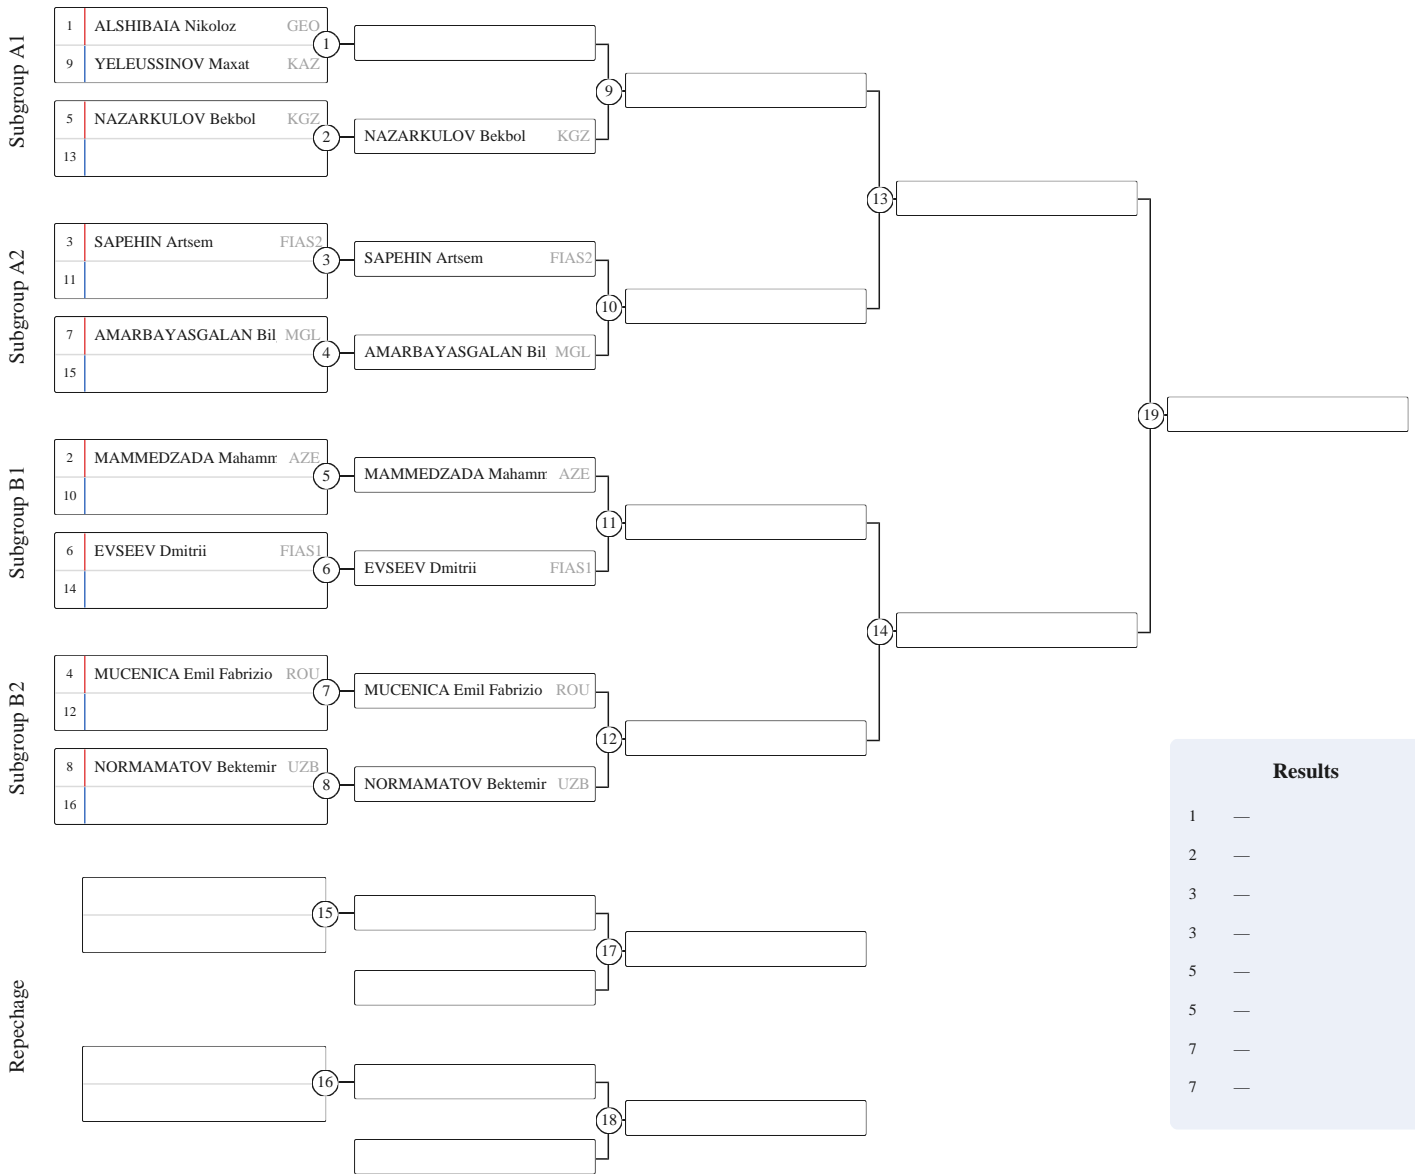 Subgroup A1
1 ALSHIBAIA Nikoloz GEO
9 YELEUSSINOV Maxat KAZ
1
5 NAZARKULOV Bekbol KGZ
13
2
NAZARKULOV Bekbol KGZ
9
Subgroup A2
3 SAPEHIN Artsem FIAS2
11
3
SAPEHIN Artsem FIAS2
7 AMARBAYASGALAN Bil MGL
15
4
AMARBAYASGALAN Bil MGL
10
13
Subgroup B1
2 MAMMEDZADA Mahamm AZE
10
5
MAMMEDZADA Mahamm AZE
6 EVSEEV Dmitrii FIAS1
14
6
EVSEEV Dmitrii FIAS1
11
Subgroup B2
4 MUCENICA Emil Fabrizio ROU
12
7
MUCENICA Emil Fabrizio ROU
8 NORMAMATOV Bektemir UZB
16
8
NORMAMATOV Bektemir UZB
12
14
19
Repechage
15
17
16
18
Results
1 —
2 —
3 —
3 —
5 —
5 —
7 —
7 —